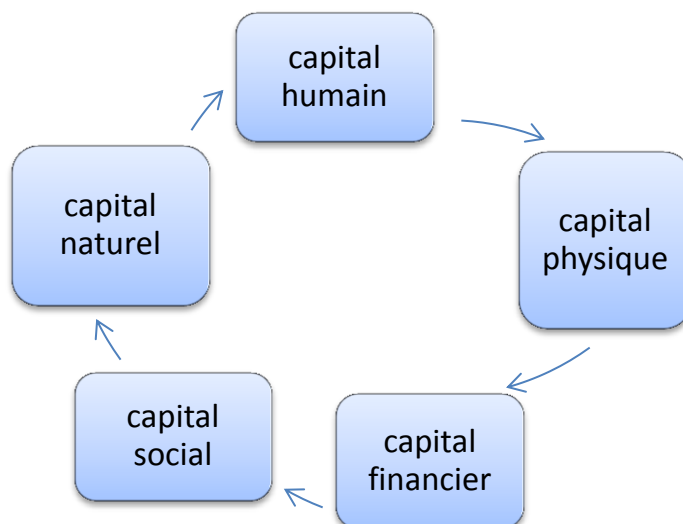 capital
humain
capital
physique
capital
financier
capital
social
capital
naturel